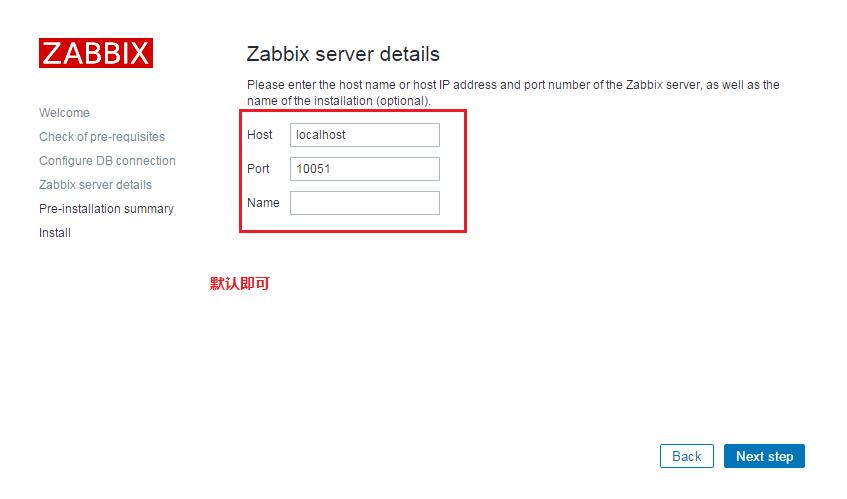 ZABBIX
Welcome
Check of pre-requisites
Configure DB connection
Zabbix server details
Pre-installation summary
Install
Zabbix server details
Please enter the host name or host IP address and port number of the Zabbix server, as well as the
name of the installation (optional).
Host localhost
Port 10051
Name
默认即可
Back Next step